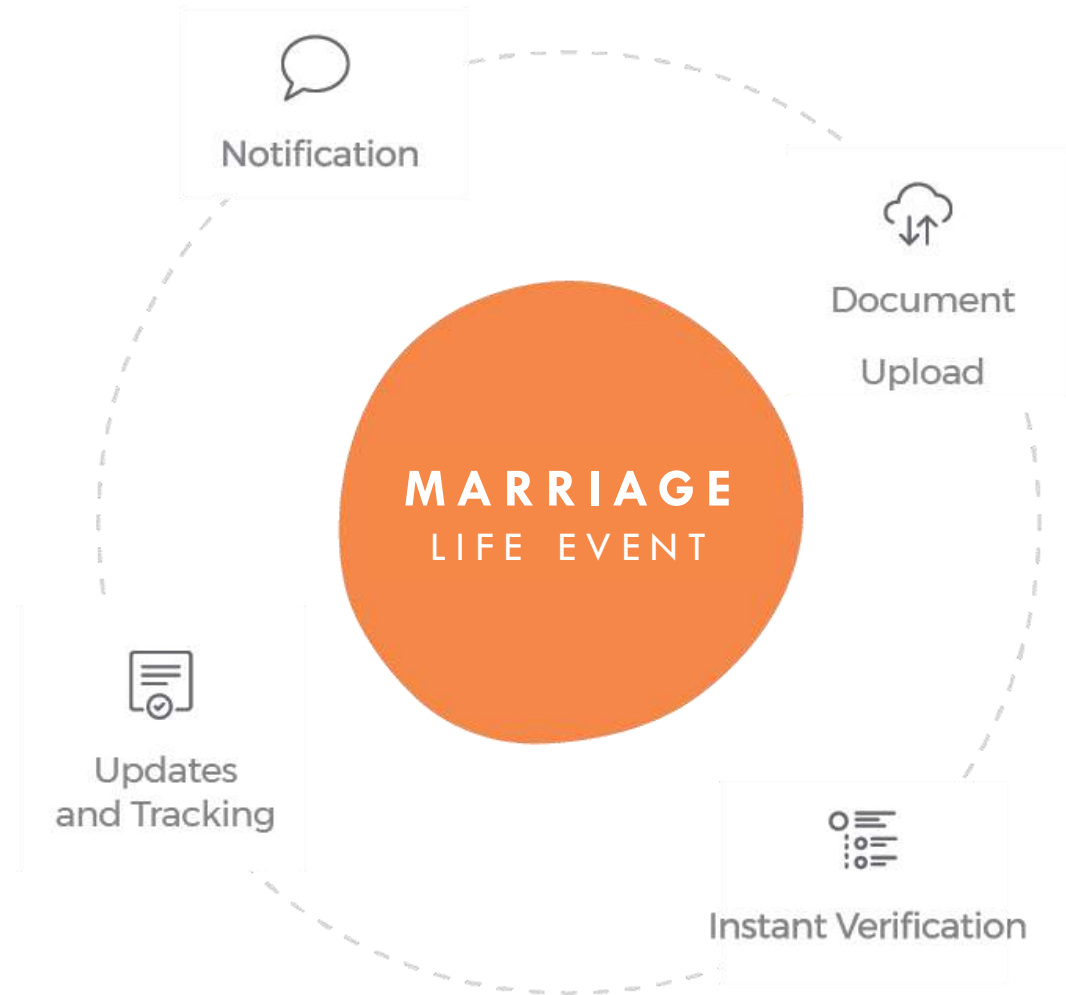 Notification
Document
Upload
MARRIAGE
LIFE EVENT
Updates
and Tracking
Instant Verification